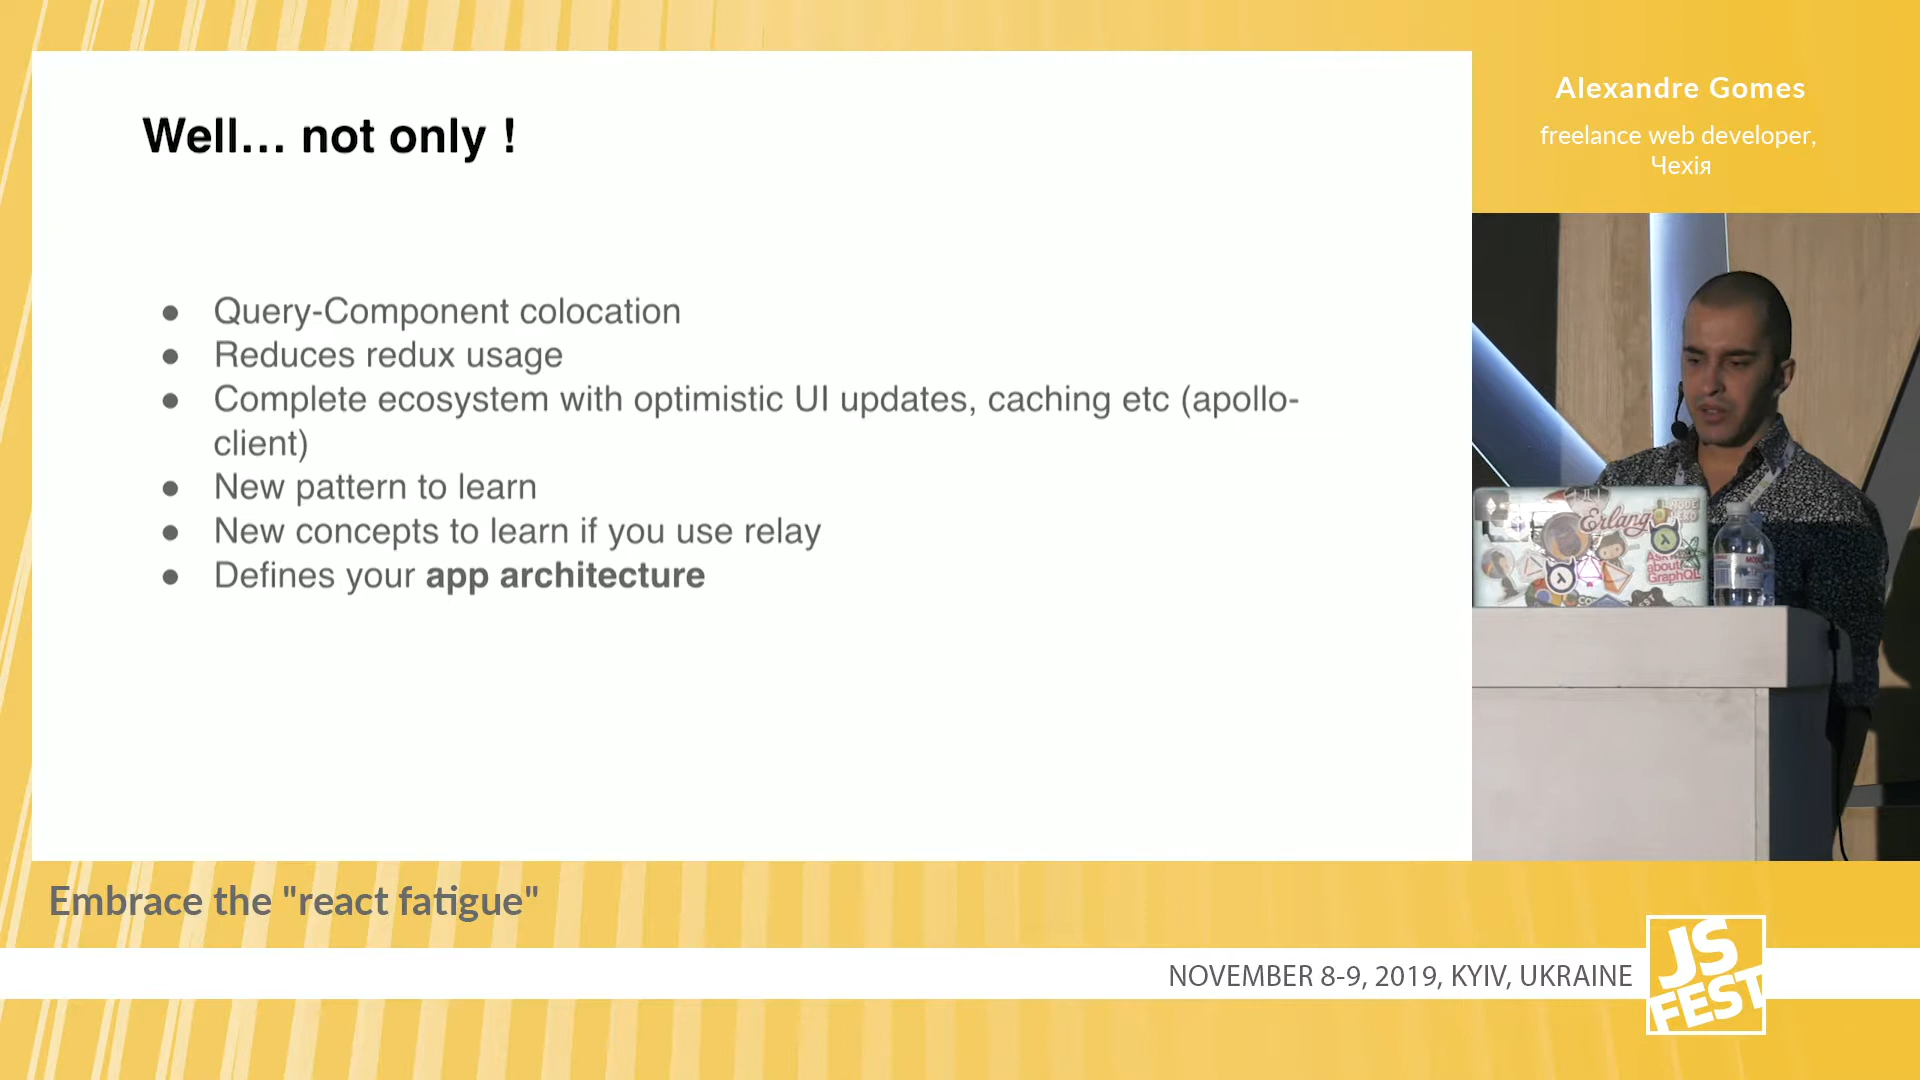 Well… not only !
● Query-Component colocation
● Reduces redux usage
● Complete ecosystem with optimistic UI updates, caching etc (apollo-
client)
● New pattern to learn
● New concepts to learn if you use relay
● Defines your app architecture
Alexandre Gomes
freelance web developer,
Чехія
Erlang
Ask
about
GraphQL
Embrace the "react fatigue"
NOVEMBER 8-9, 2019, KYIV, UKRAINE
JS
FEST